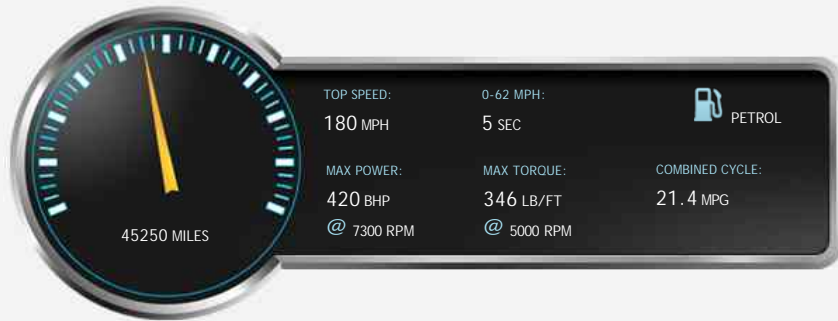 45250 MILES
TOP SPEED:
180 MPH
0-62 MPH:
5 SEC
PETROL
MAX POWER:
420 BHP
@ 7300 RPM
MAX TORQUE:
346 LB/FT
@ 5000 RPM
COMBINED CYCLE:
21.4 MPG